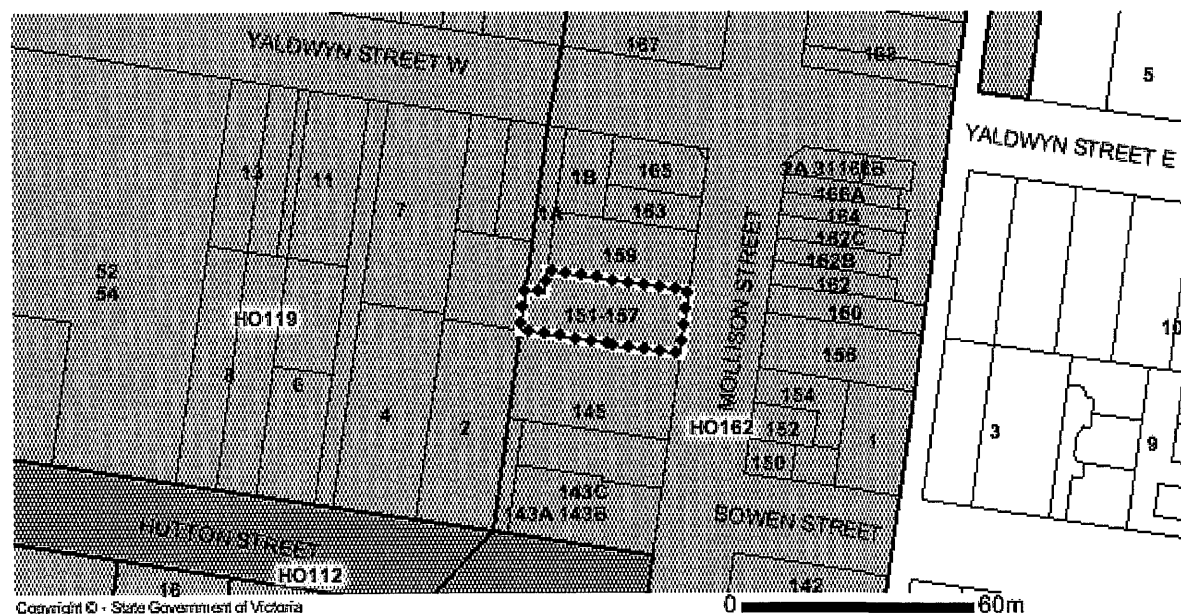 167
168
5
YALDWYN STREET W
YALDWYN STREET E
13
11
1B
165
7
163
1A
166A
164
162C
159
162B
52
54
162
HO119
151-157
160
10
MOLLISON STREET
156
8
6
154
4
2
145
HO162
152
1
3
9
150
143C
143A 143B
BOWEN STREET
HUTTON STREET
HO112
16
142
Copyright © - State Government of Victoria
0 60m